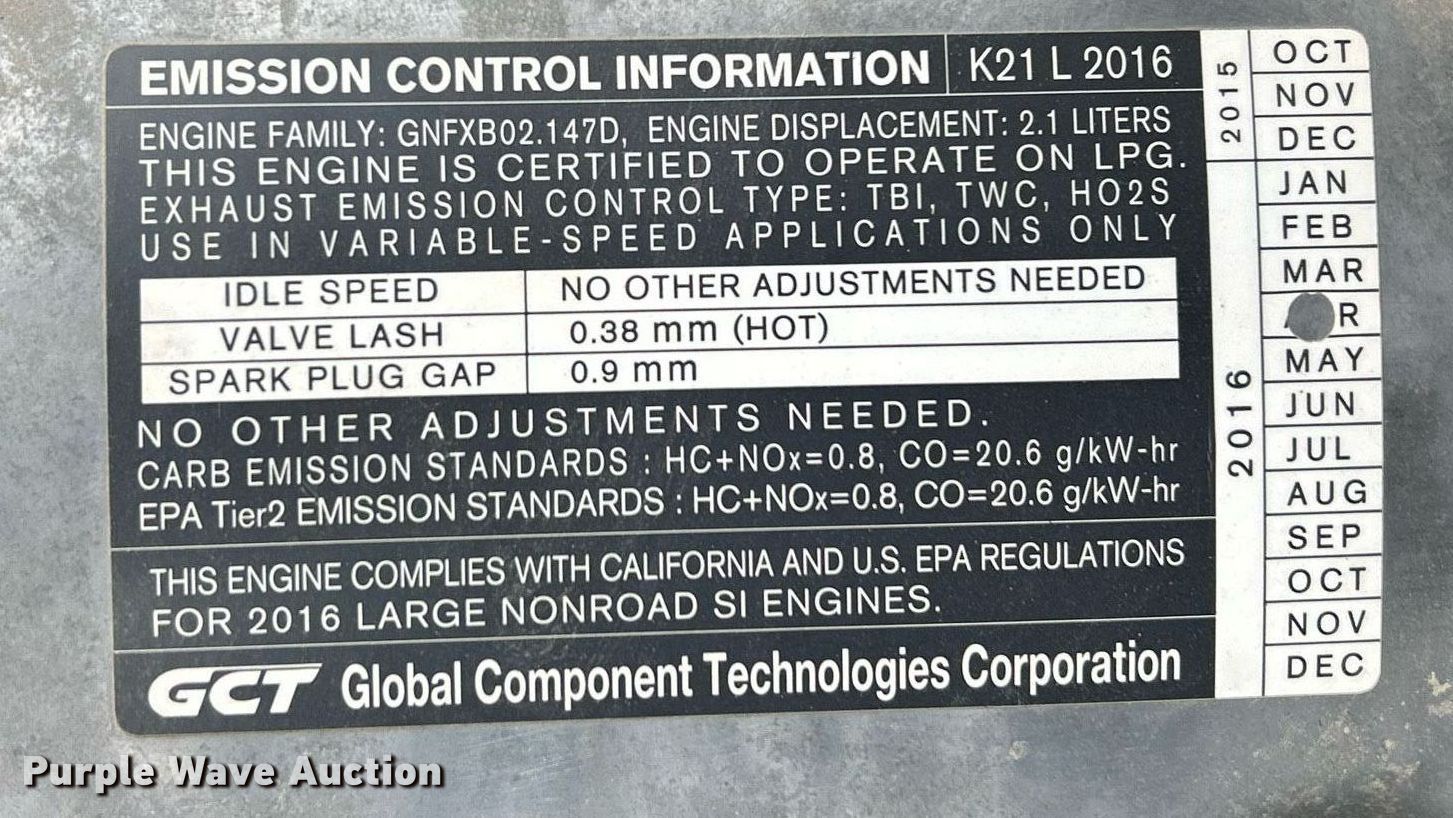 EMISSION CONTROL INFORMATION K21 L 2016
ENGINE FAMILY: GNFXB02.147D, ENGINE DISPLACEMENT: 2.1 LITERS
THIS ENGINE IS CERTIFIED TO OPERATE ON LPG.
EXHAUST EMISSION CONTROL TYPE: TBI, TWC, HO2S
USE IN VARIABLE-SPEED APPLICATIONS ONLY
IDLE SPEED NO OTHER ADJUSTMENTS NEEDED
VALVE LASH 0.38 mm (HOT)
SPARK PLUG GAP 0.9 mm
NO OTHER ADJUSTMENTS NEEDED.
CARB EMISSION STANDARDS : HC+NOx=0.8, CO=20.6 g/kW-hr
EPA Tier2 EMISSION STANDARDS : HC+NOx=0.8, CO=20.6 g/kW-hr
THIS ENGINE COMPLIES WITH CALIFORNIA AND U.S. EPA REGULATIONS
FOR 2016 LARGE NONROAD SI ENGINES.
GCT Global Component Technologies Corporation
2015
OCT
NOV
DEC
2016
JAN
FEB
MAR
MAY
JUN
JUL
AUG
SEP
OCT
NOV
DEC
Purple Wave Auction